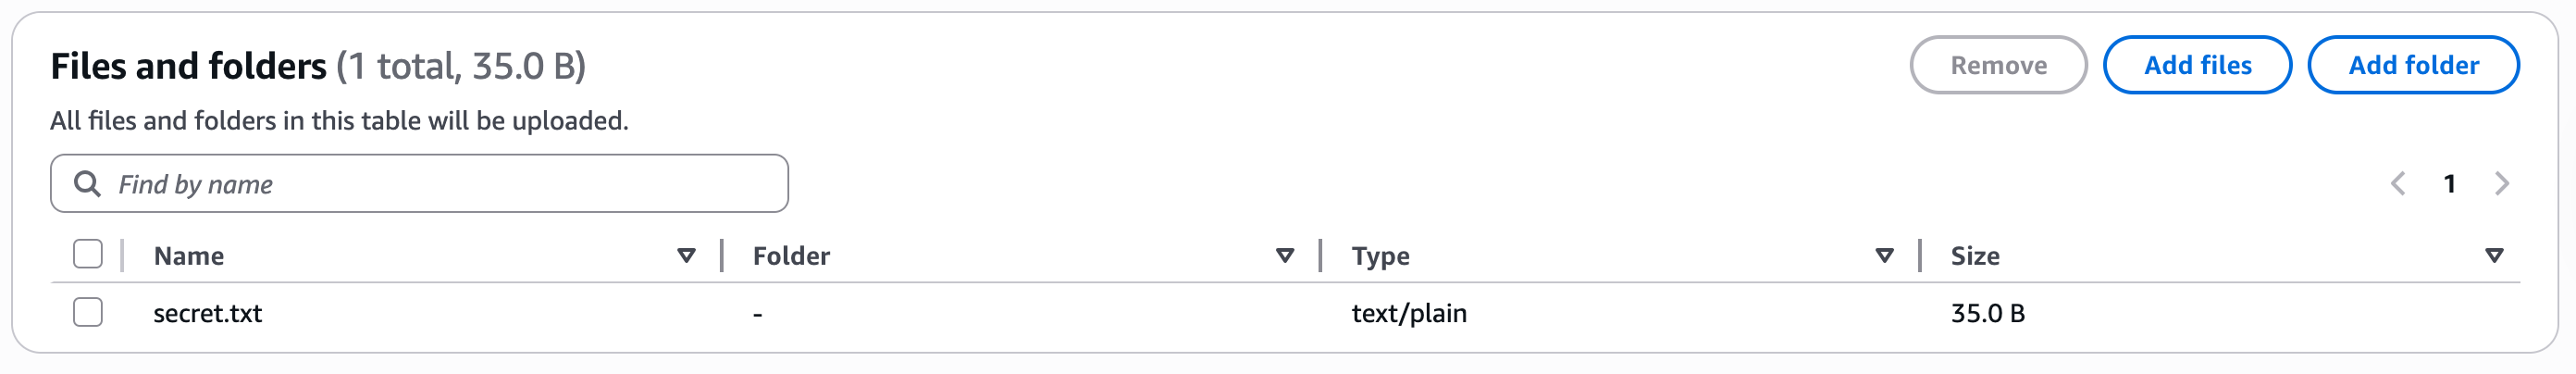 Files and folders (1 total, 35.0 B)
Remove
Add files
Add folder
All files and folders in this table will be uploaded.
Find by name
1
Name Folder Type Size
secret.txt - text/plain 35.0 B